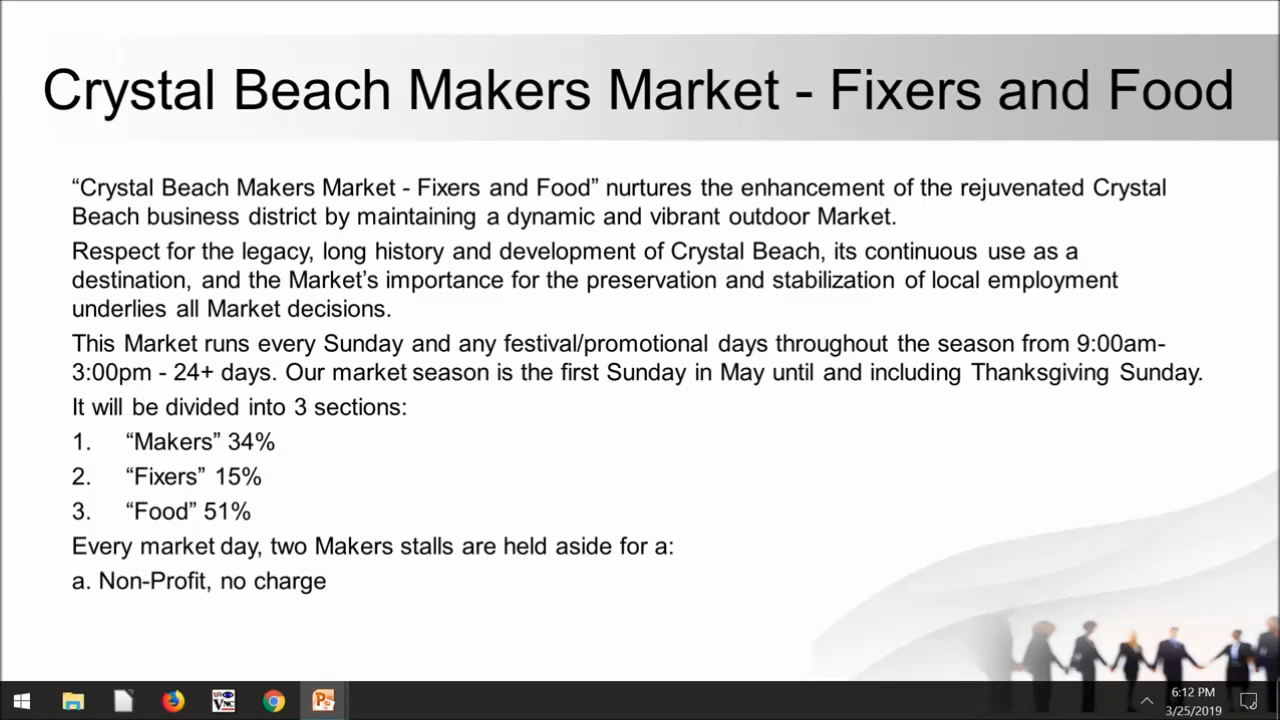 Crystal Beach Makers Market - Fixers and Food
“Crystal Beach Makers Market - Fixers and Food” nurtures the enhancement of the rejuvenated Crystal
Beach business district by maintaining a dynamic and vibrant outdoor Market.
Respect for the legacy, long history and development of Crystal Beach, its continuous use as a
destination, and the Market’s importance for the preservation and stabilization of local employment
underlies all Market decisions.
This Market runs every Sunday and any festival/promotional days throughout the season from 9:00am-
3:00pm - 24+ days. Our market season is the first Sunday in May until and including Thanksgiving Sunday.
It will be divided into 3 sections:
1. “Makers” 34%
2. “Fixers” 15%
3. “Food” 51%
Every market day, two Makers stalls are held aside for a:
a. Non-Profit, no charge
6:12 PM
3/25/2019